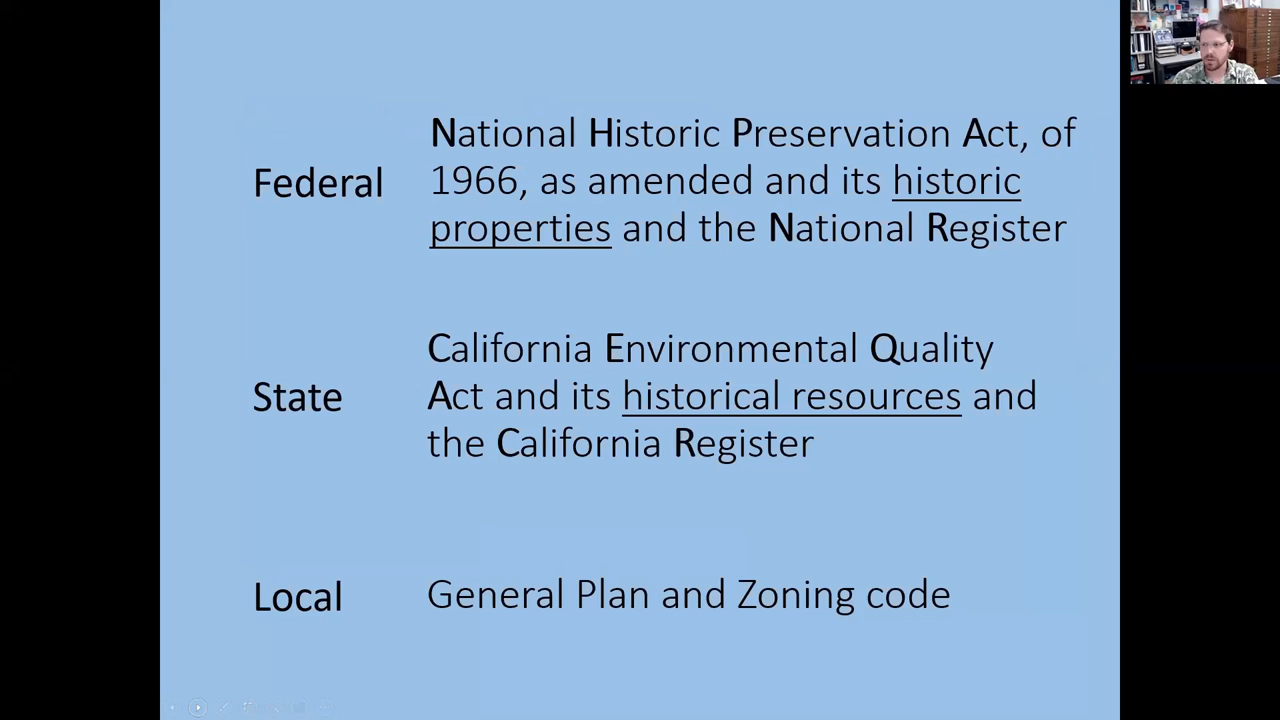 Federal
National Historic Preservation Act, of
1966, as amended and its historic
properties and the National Register
State
California Environmental Quality
Act and its historical resources and
the California Register
Local
General Plan and Zoning code